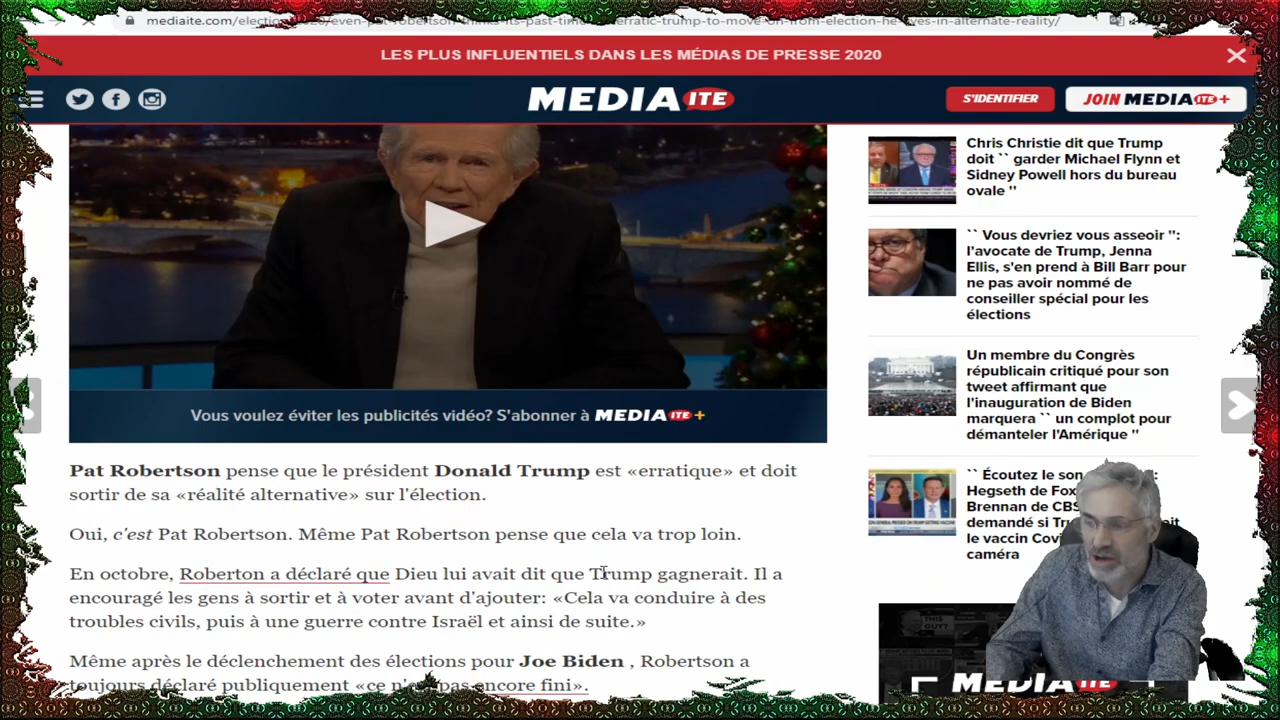 LES PLUS INFLUENTIELS DANS LES MÉDIAS DE PRESSE 2020
MEDIAITE
S'IDENTIFIER
JOIN MEDIAITE+
Vous voulez éviter les publicités vidéo? S'abonner à MEDIAITE+
Pat Robertson pense que le président Donald Trump est «erratique» et doit
sortir de sa «réalité alternative» sur l'élection.
Oui, c'est Pat Robertson. Même Pat Robertson pense que cela va trop loin.
En octobre, Roberton a déclaré que Dieu lui avait dit que Trump gagnerait. Il a
encouragé les gens à sortir et à voter avant d'ajouter: «Cela va conduire à des
troubles civils, puis à une guerre contre Israël et ainsi de suite.»
Même après le déclenchement des élections pour Joe Biden , Robertson a
toujours déclaré publiquement «ce pas encore fini».
Chris Christie dit que Trump
doit `` garder Michael Flynn et
Sidney Powell hors du bureau
ovale ''
`` Vous devriez vous asseoir '':
l'avocate de Trump, Jenna
Ellis, s'en prend à Bill Barr pour
ne pas avoir nommé de
conseiller spécial pour les
élections
Un membre du Congrès
républicain critiqué pour son
tweet affirmant que
l'inauguration de Biden
marquera `` un complot pour
démanteler l'Amérique ''
`` Écoutez le son
Hegseth de Fox
Brennan de CBS
demandé si
le vaccin
caméra
THIS
GUY?
MEDIAITE